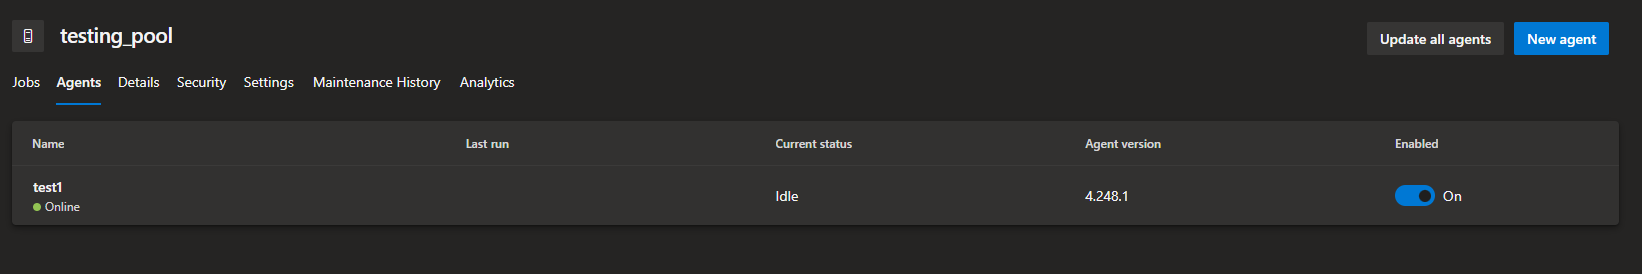 testing_pool
Update all agents
New agent
Jobs Agents Details Security Settings Maintenance History Analytics
Name Last run Current status Agent version Enabled
test1
Online
Idle 4.248.1 On